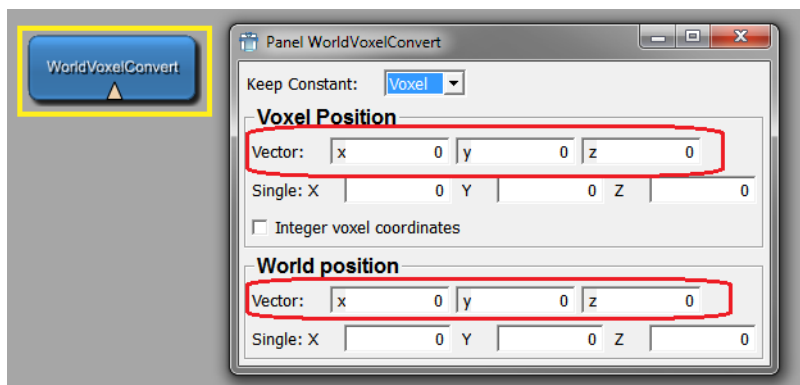 WorldVoxelConvert
Panel WorldVoxelConvert
Keep Constant: Voxel
Voxel Position
Vector: x 0 y 0 z 0
Single: X 0 Y 0 Z 0
Integer voxel coordinates
World position
Vector: x 0 y 0 z 0
Single: X 0 Y 0 Z 0